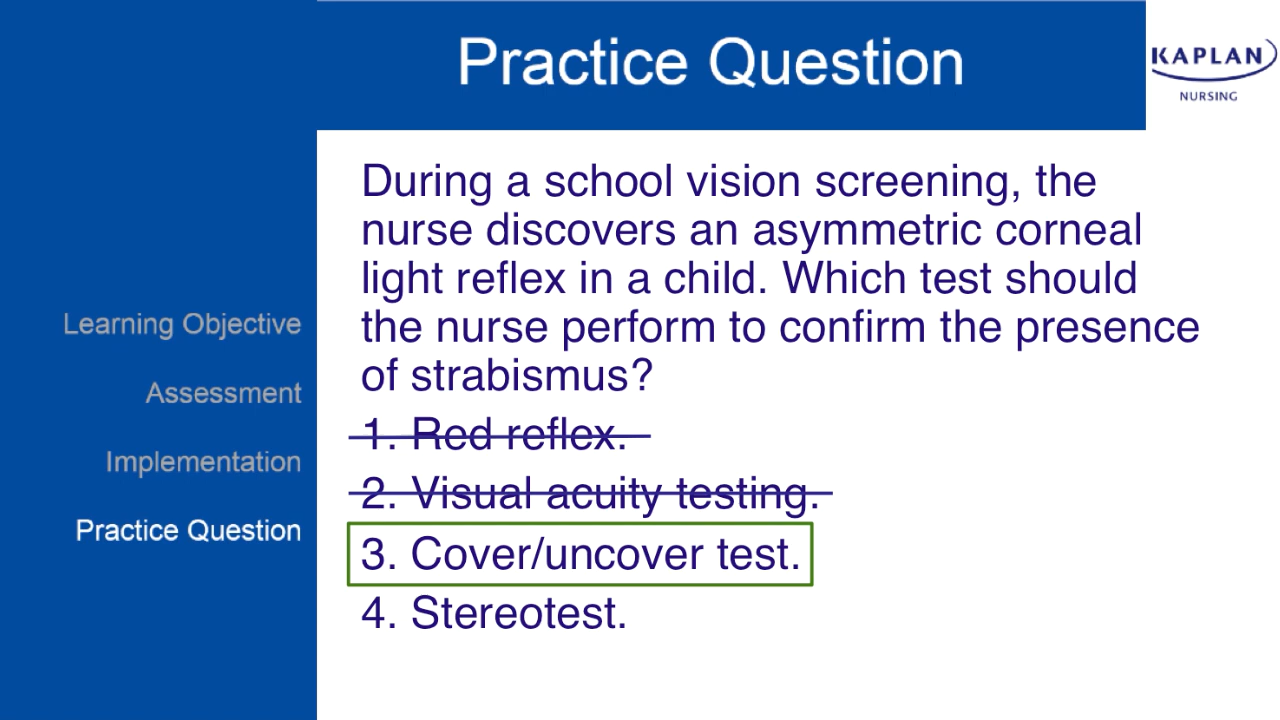 Practice Question
KAPLAN
NURSING
During a school vision screening, the
nurse discovers an asymmetric corneal
light reflex in a child. Which test should
the nurse perform to confirm the presence
of strabismus?
1. Red reflex.
2. Visual acuity testing.
3. Cover/uncover test.
4. Stereotest.
Learning Objective
Assessment
Implementation
Practice Question